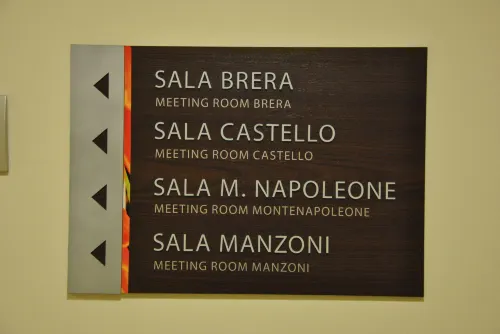 SALA BRERA
MEETING ROOM BRERA
SALA CASTELLO
MEETING ROOM CASTELLO
SALA M. NAPOLEONE
MEETING ROOM MONTENAPOLEONE
SALA MANZONI
MEETING ROOM MANZONI